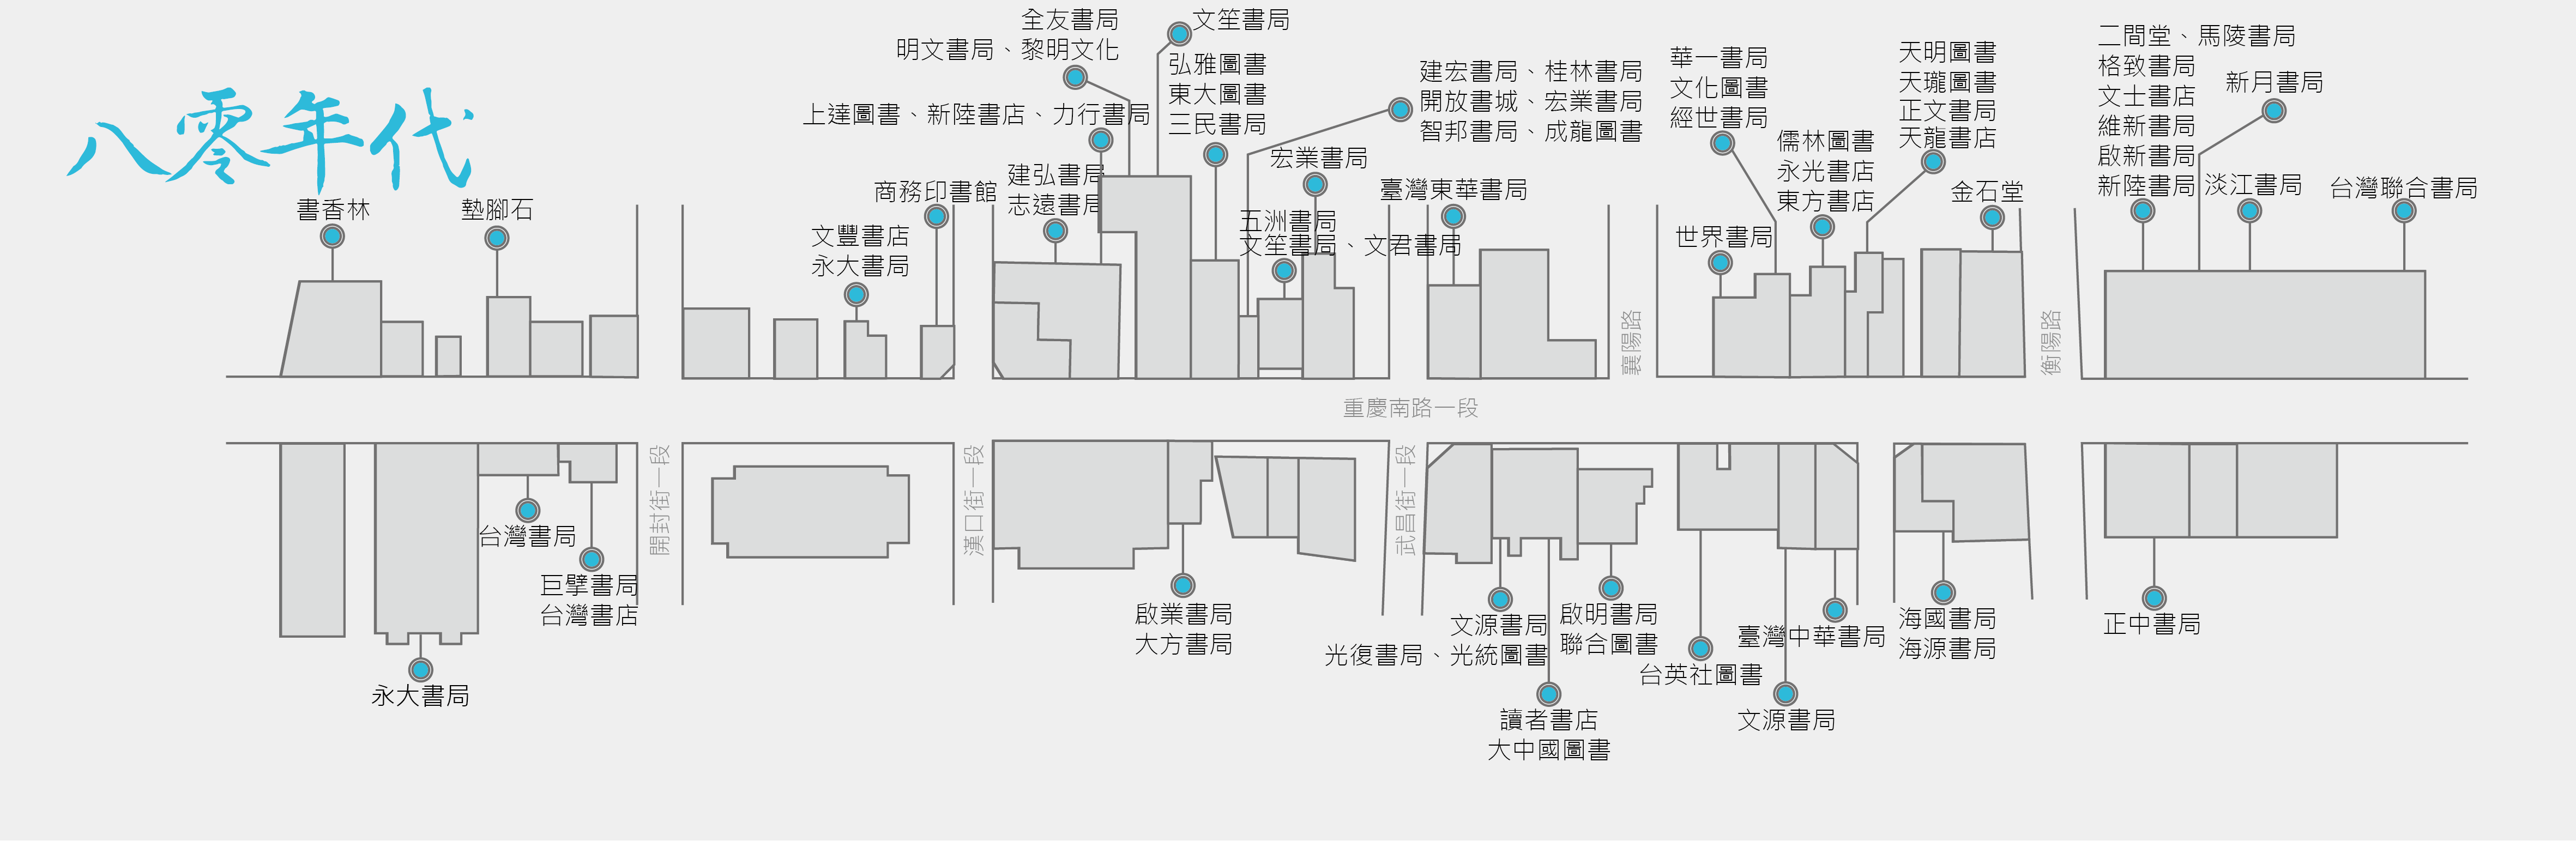 八零年代
書香林
墊腳石
文豐書店
永大書局
商務印書館
建弘書局
志遠書局
上達圖書、新陸書店、力行書局
全友書局
明文書局、黎明文化
文笙書局
弘雅圖書
東大圖書
三民書局
建宏書局、桂林書局
開放書城、宏業書局
智邦書局、成龍圖書
宏業書局
五洲書局
文笙書局、文君書局
臺灣東華書局
華一書局
文化圖書
經世書局
世界書局
儒林圖書
永光書店
東方書店
天明圖書
天瓏圖書
正文書局
天龍書店
金石堂
二間堂、馬陵書局
格致書局
文士書店
維新書局
啟新書局
新陸書局
新月書局
淡江書局
台灣聯合書局
襄陽路
衡陽路
重慶南路一段
開封街一段
漢口街一段
武昌街一段
台灣書局
巨擘書局
台灣書店
永大書局
啟業書局
大方書局
文源書局
光復書局、光統圖書
啟明書局
聯合圖書
讀者書店
大中國圖書
台英社圖書
臺灣中華書局
文源書局
海國書局
海源書局
正中書局